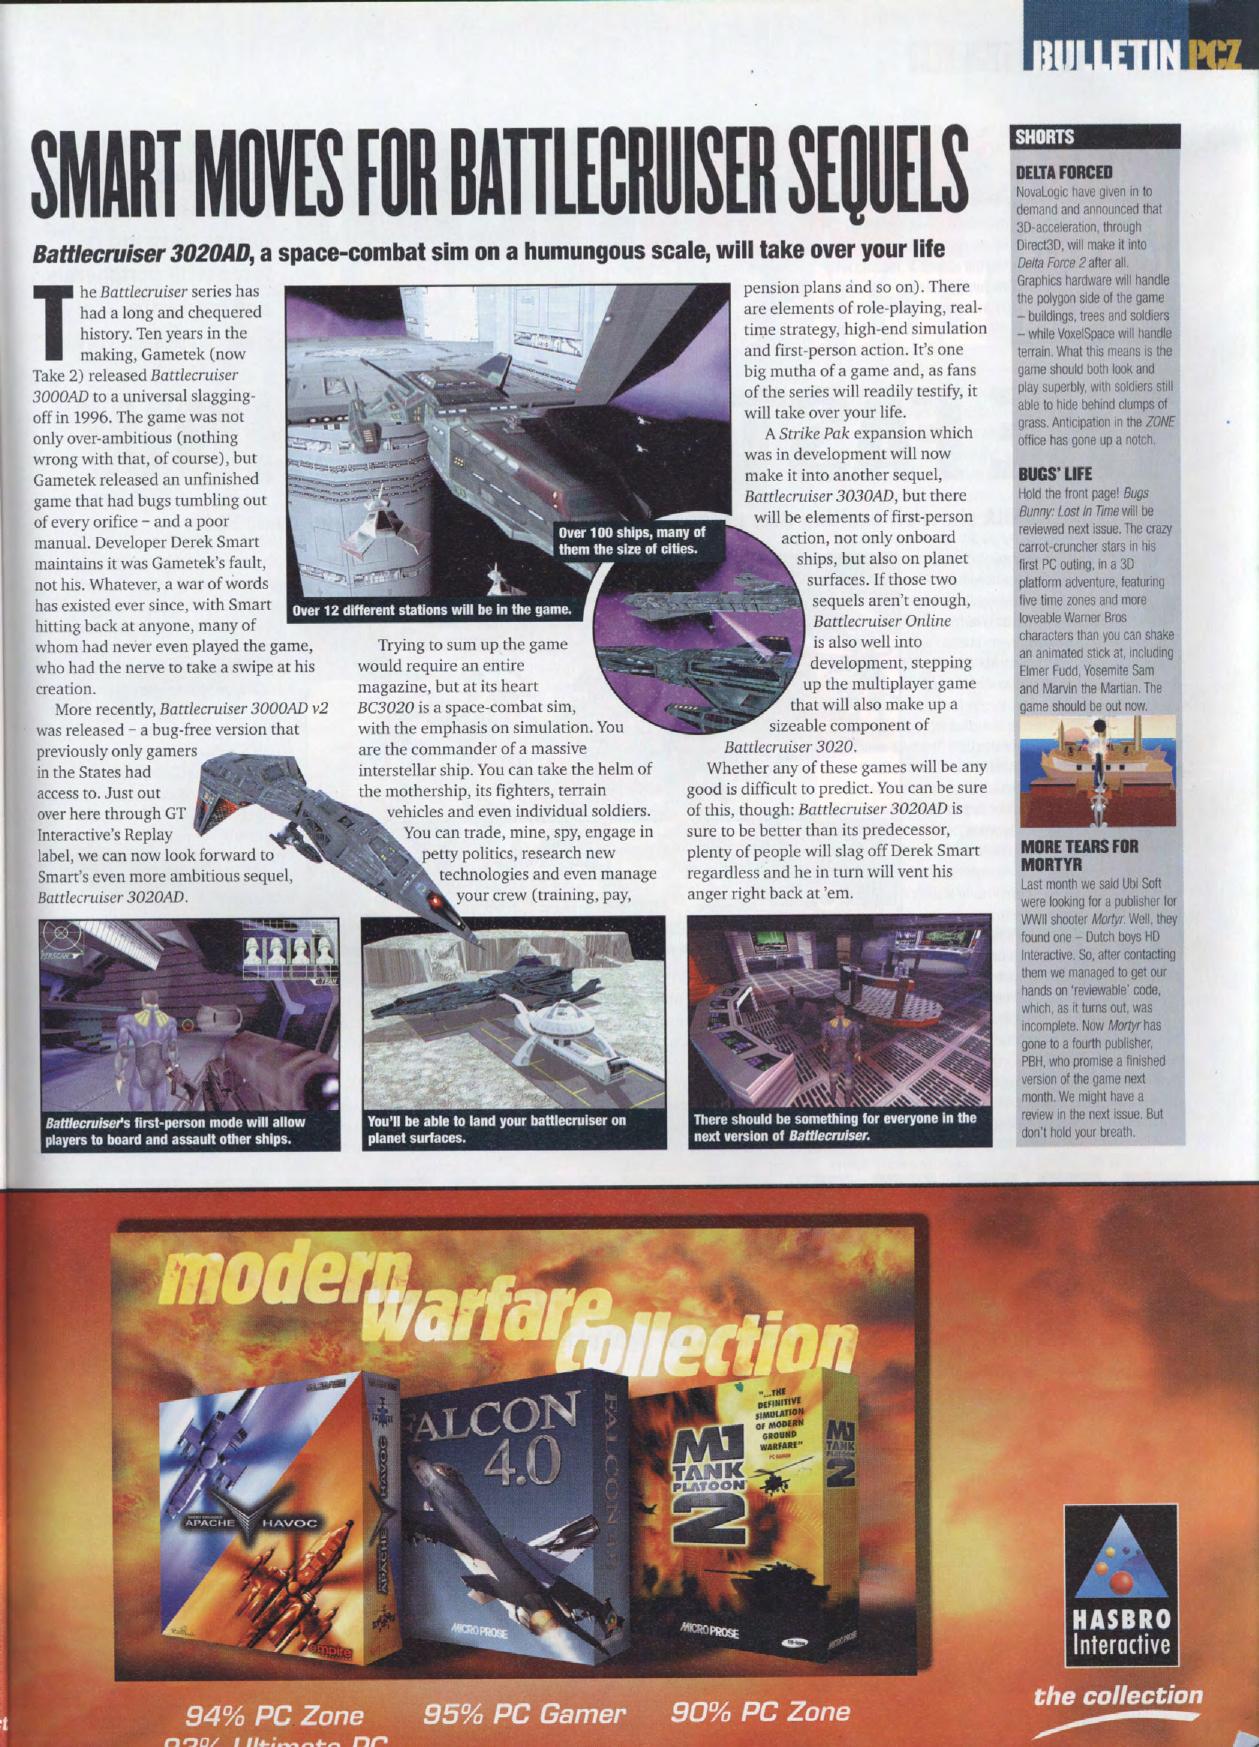 BULLETIN PCZ
SMART MOVES FOR BATTLECRUISER SEQUELS
Battlecruiser 3020AD, a space-combat sim on a humungous scale, will take over your life
The Battlecruiser series has
had a long and chequered
history. Ten years in the
making, Gametek (now
Take 2) released Battlecruiser
3000AD to a universal slagging-
off in 1996. The game was not
only over-ambitious (nothing
wrong with that, of course), but
Gametek released an unfinished
game that had bugs tumbling out
of every orifice – and a poor
manual. Developer Derek Smart
maintains it was Gametek's fault,
not his. Whatever, a war of words
has existed ever since, with Smart
hitting back at anyone, many of
whom had never even played the game,
who had the nerve to take a swipe at his
creation.
More recently, Battlecruiser 3000AD v2
was released – a bug-free version that
previously only gamers
in the States had
access to. Just out
over here through GT
Interactive's Replay
label, we can now look forward to
Smart's even more ambitious sequel,
Battlecruiser 3020AD.
Over 12 different stations will be in the game.
Over 100 ships, many of
them the size of cities.
Trying to sum up the game
would require an entire
magazine, but at its heart
BC3020 is a space-combat sim,
with the emphasis on simulation. You
are the commander of a massive
interstellar ship. You can take the helm of
the mothership, its fighters, terrain
vehicles and even individual soldiers.
You can trade, mine, spy, engage in
petty politics, research new
technologies and even manage
your crew (training, pay,
pension plans and so on). There
are elements of role-playing, real-
time strategy, high-end simulation
and first-person action. It's one
big mutha of a game and, as fans
of the series will readily testify, it
will take over your life.
A Strike Pak expansion which
was in development will now
make it into another sequel,
Battlecruiser 3030AD, but there
will be elements of first-person
action, not only onboard
ships, but also on planet
surfaces. If those two
sequels aren't enough,
Battlecruiser Online
is also well into
development, stepping
up the multiplayer game
that will also make up a
sizeable component of
Battlecruiser 3020.
Whether any of these games will be any
good is difficult to predict. You can be sure
of this, though: Battlecruiser 3020AD is
sure to be better than its predecessor,
plenty of people will slag off Derek Smart
regardless and he in turn will vent his
anger right back at 'em.
Battlecruiser's first-person mode will allow
players to board and assault other ships.
You'll be able to land your battlecruiser on
planet surfaces.
There should be something for everyone in the
next version of Battlecruiser.
SHORTS
DELTA FORCED
NovaLogic have given in to
demand and announced that
3D-acceleration, through
Direct3D, will make it into
Delta Force 2 after all.
Graphics hardware will handle
the polygon side of the game
– buildings, trees and soldiers
– while VoxelSpace will handle
terrain. What this means is the
game should both look and
play superbly, with soldiers still
able to hide behind clumps of
grass. Anticipation in the ZONE
office has gone up a notch.
BUGS' LIFE
Hold the front page! Bugs
Bunny: Lost In Time will be
reviewed next issue. The crazy
carrot-cruncher stars in his
first PC outing, in a 3D
platform adventure, featuring
five time zones and more
loveable Warner Bros
characters than you can shake
an animated stick at, including
Elmer Fudd, Yosemite Sam
and Marvin the Martian. The
game should be out now.
MORE TEARS FOR
MORTYR
Last month we said Ubi Soft
were looking for a publisher for
WWII shooter Mortyr. Well, they
found one – Dutch boys HD
Interactive. So, after contacting
them we managed to get our
hands on 'reviewable' code,
which, as it turns out, was
incomplete. Now Mortyr has
gone to a fourth publisher,
PBH, who promise a finished
version of the game next
month. We might have a
review in the next issue. But
don't hold your breath.
modern
warfare
collection
APACHE HAVOC
APACHE HAVOC
empire
FALCON
4.0
FALCON 4.0
MICROPROSE
"...THE
DEFINITIVE
SIMULATION
OF MODERN
GROUND
WARFARE"
PC GAMER
M1
TANK
PLATOON
2
M1
TANK
PLATOON
2
MICROPROSE
MICROPROSE
HASBRO
Interactive
the collection
94% PC Zone
95% PC Gamer
90% PC Zone
93% Ultimate PC